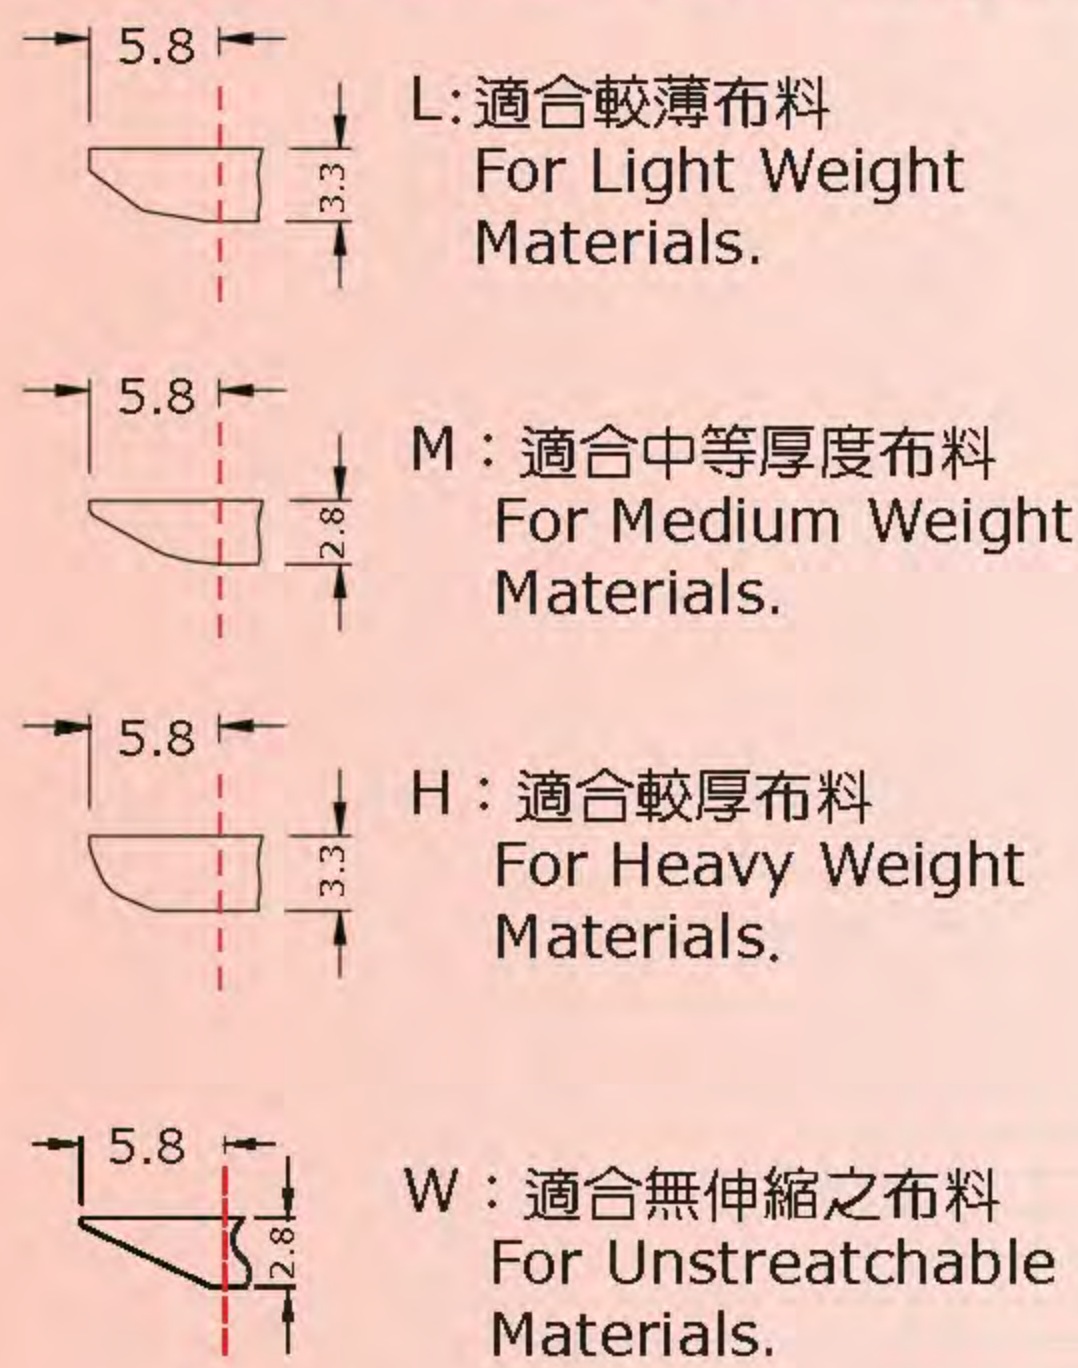 5.8
L:適合較薄布料
For Light Weight
3.3
Materials.
5.8
M：適合中等厚度布料
For Medium Weight
2.8
Materials.
5.8
H：適合較厚布料
For Heavy Weight
3.3
Materials.
5.8
W：適合無伸縮之布料
For Unstreatchable
2.8
Materials.